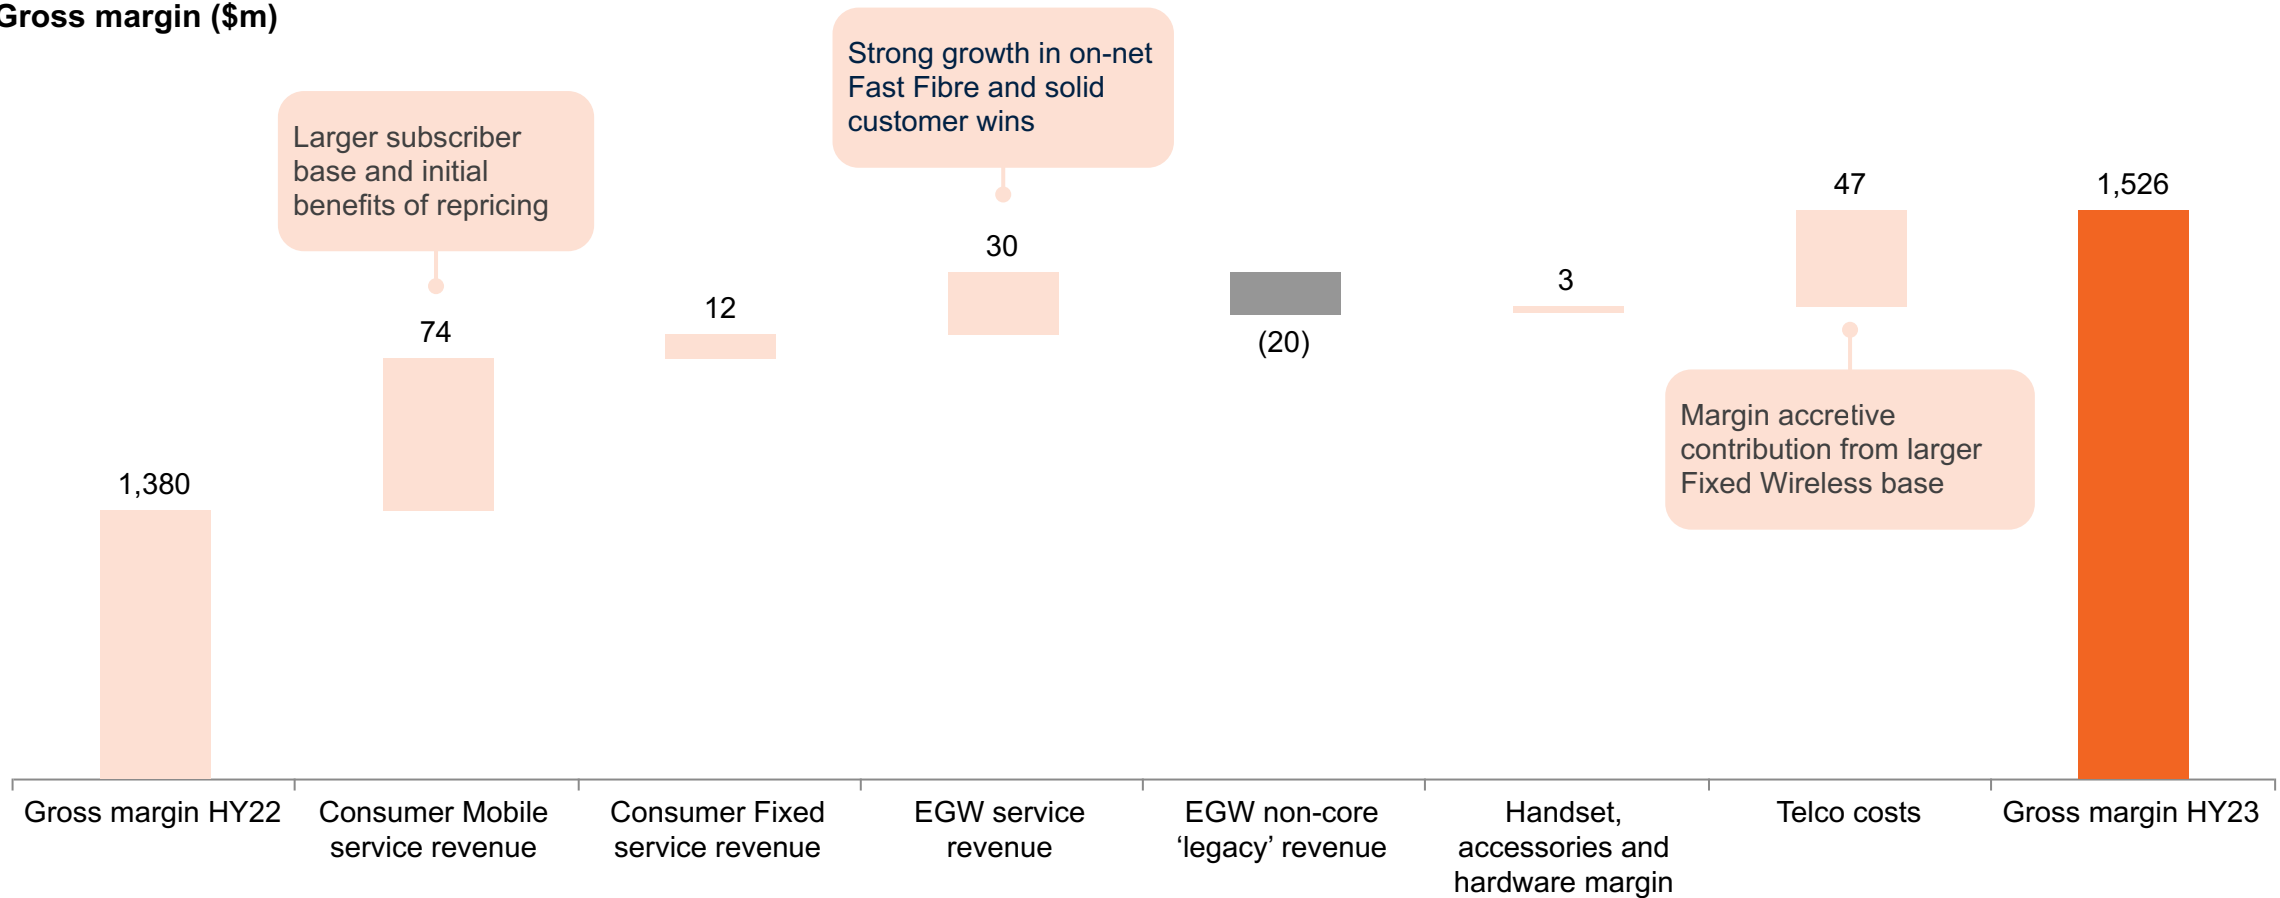 Gross margin ($m)
Strong growth in on-net
Fast Fibre and solid
customer wins
Larger subscriber
base and initial
benefits of repricing
1,380
74
12
30
(20)
3
47
1,526
Margin accretive
contribution from larger
Fixed Wireless base
Gross margin HY22
Consumer Mobile
service revenue
Consumer Fixed
service revenue
EGW service
revenue
EGW non-core
‘legacy’ revenue
Handset,
accessories and
hardware margin
Telco costs
Gross margin HY23